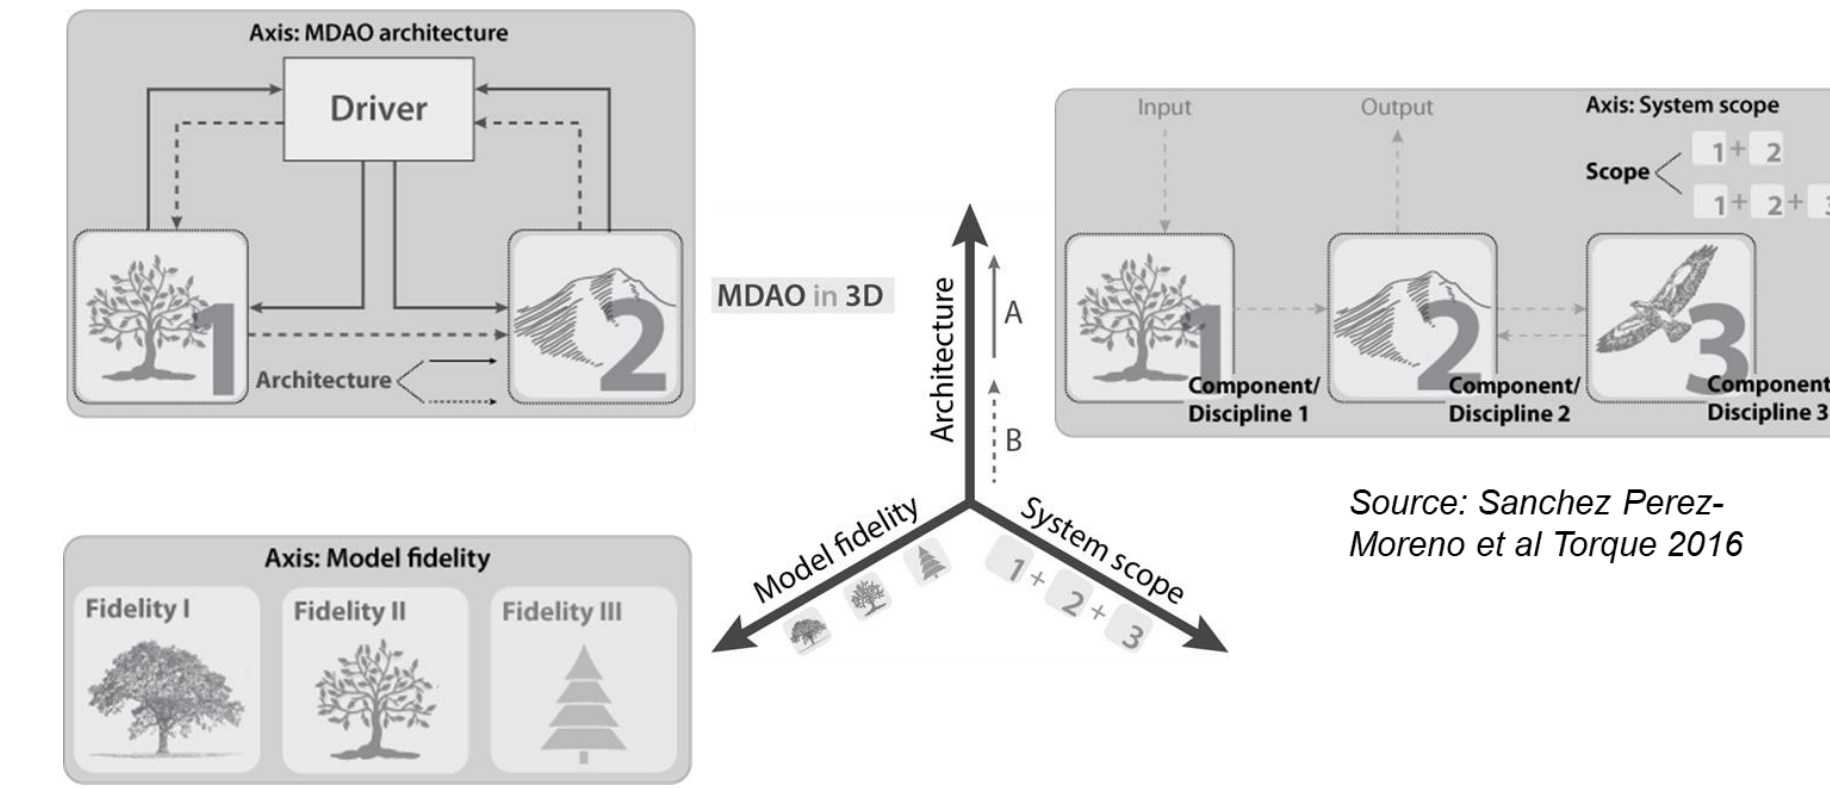 Axis: MDAO architecture
Driver
1
2
Architecture
MDAO in 3D
Architecture
A
B
Model fidelity
System scope
1 + 2 + 3
Input
Output
Axis: System scope
Scope
1 + 2
1 + 2 + 3
1
2
3
Component/
Discipline 1
Component/
Discipline 2
Component
Discipline 3
Source: Sanchez Perez-
Moreno et al Torque 2016
Axis: Model fidelity
Fidelity I
Fidelity II
Fidelity III